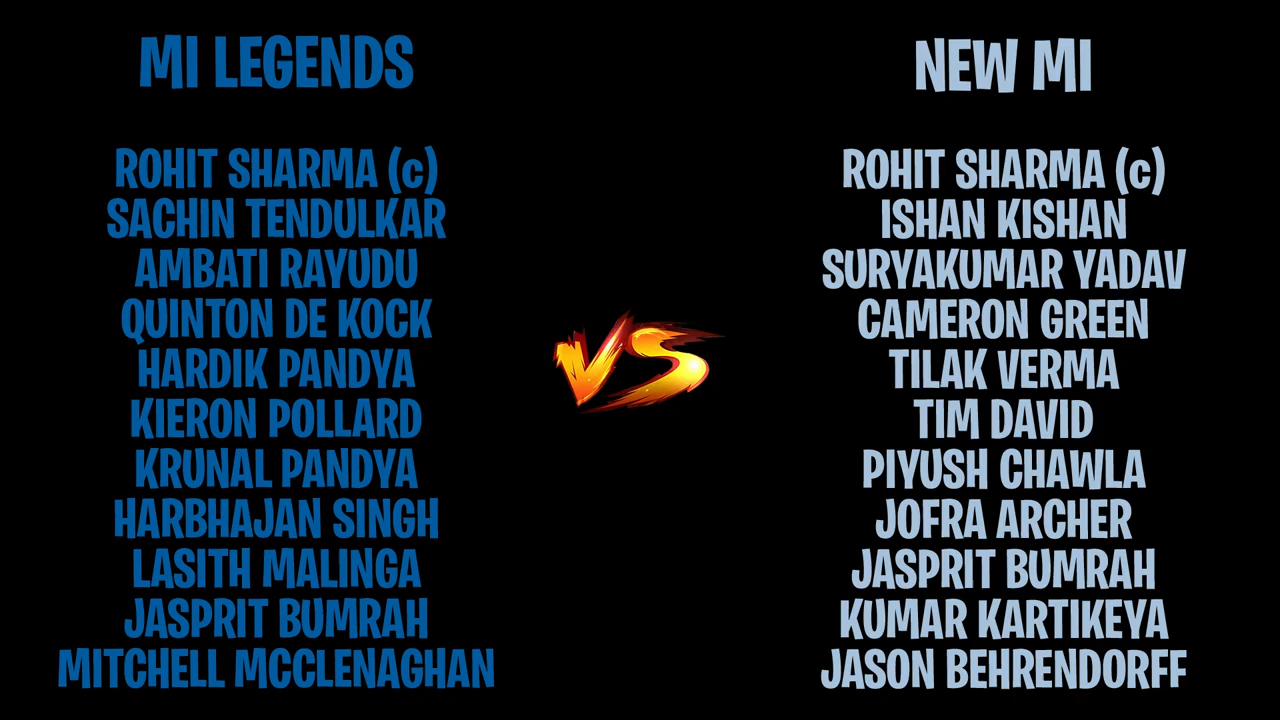 MI LEGENDS
ROHIT SHARMA (c)
SACHIN TENDULKAR
AMBATI RAYUDU
QUINTON DE KOCK
HARDIK PANDYA
KIERON POLLARD
KRUNAL PANDYA
HARBHAJAN SINGH
LASITH MALINGA
JASPRIT BUMRAH
MITCHELL MCCLENAGHAN
VS
NEW MI
ROHIT SHARMA (c)
ISHAN KISHAN
SURYAKUMAR YADAV
CAMERON GREEN
TILAK VERMA
TIM DAVID
PIYUSH CHAWLA
JOFRA ARCHER
JASPRIT BUMRAH
KUMAR KARTIKEYA
JASON BEHRENDORFF